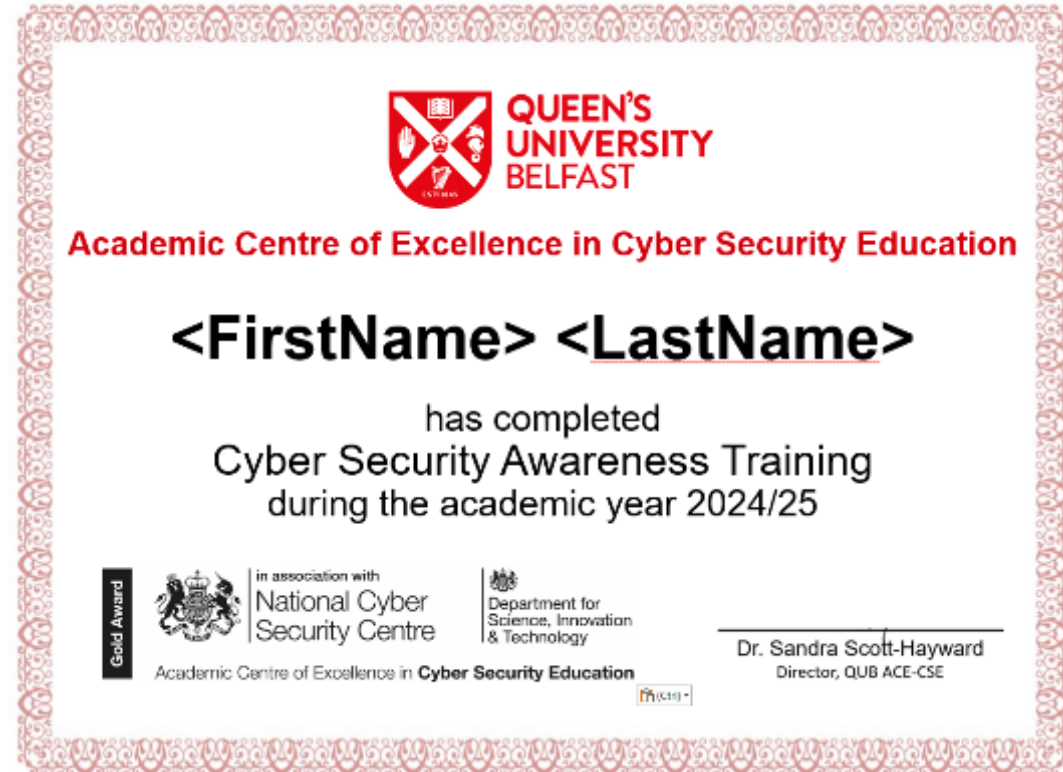 QUEEN'S
UNIVERSITY
BELFAST
Academic Centre of Excellence in Cyber Security Education
<FirstName> <LastName>
has completed
Cyber Security Awareness Training
during the academic year 2024/25
Gold Award
in association with
National Cyber
Security Centre
Department for
Science, Innovation
& Technology
Academic Centre of Excellence in Cyber Security Education
Dr. Sandra Scott-Hayward
Director, QUB ACE-CSE
(Ctrl)